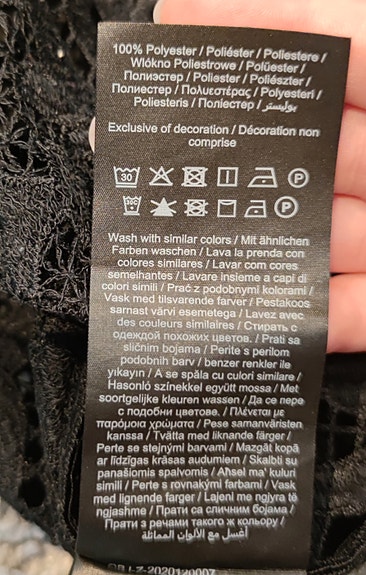 100% Polyester / Poliéster / Poliestere /
Włókno Poliestrowe / Poliüester /
Полиэстер / Poliester / Poliészter /
Полиестер / Πολυεστέρας / Polyesteri /
Poliesteris / Поліестер / بوليستر
Exclusive of decoration / Décoration non
comprise
30 P
30C P
Wash with similar colors / Mit ähnlichen
Farben waschen / Lava la prenda con
colores similares / Lavar com cores
semelhantes / Lavare insieme a capi di
colori simili / Prać z podobnymi kolorami /
Vask med tilsvarende farver / Pestakoos
sarnast värvi esemetega / Lavez avec
des couleurs similaires / Стирать с
одеждой похожих цветов. / Prati sa
sličnim bojama / Perite s perilom
podobnih barv / benzer renkler ile
yıkayın / A se spăla cu culori similare /
Hasonló színekkel együtt mossa / Met
soortgelijke kleuren wassen / Да се пере
с подобни цветове. / Πλένεται με
παρόμοια χρώματα / Pese samanväristen
kanssa / Tvätta med liknande färger /
Perte se stejnými barvami / Mazgāt kopā
ar līdzīgas krāsas audumiem / Skalbti su
panašiomis spalvomis / Aħsel ma' kuluri
simili / Perte s rovnakými farbami / Vask
med lignende farger / Lajeni me ngjyra të
ngjashme / Прати са сличним бојама /
Прати з речами такого ж кольору /
اغسل مع الألوان المماثلة